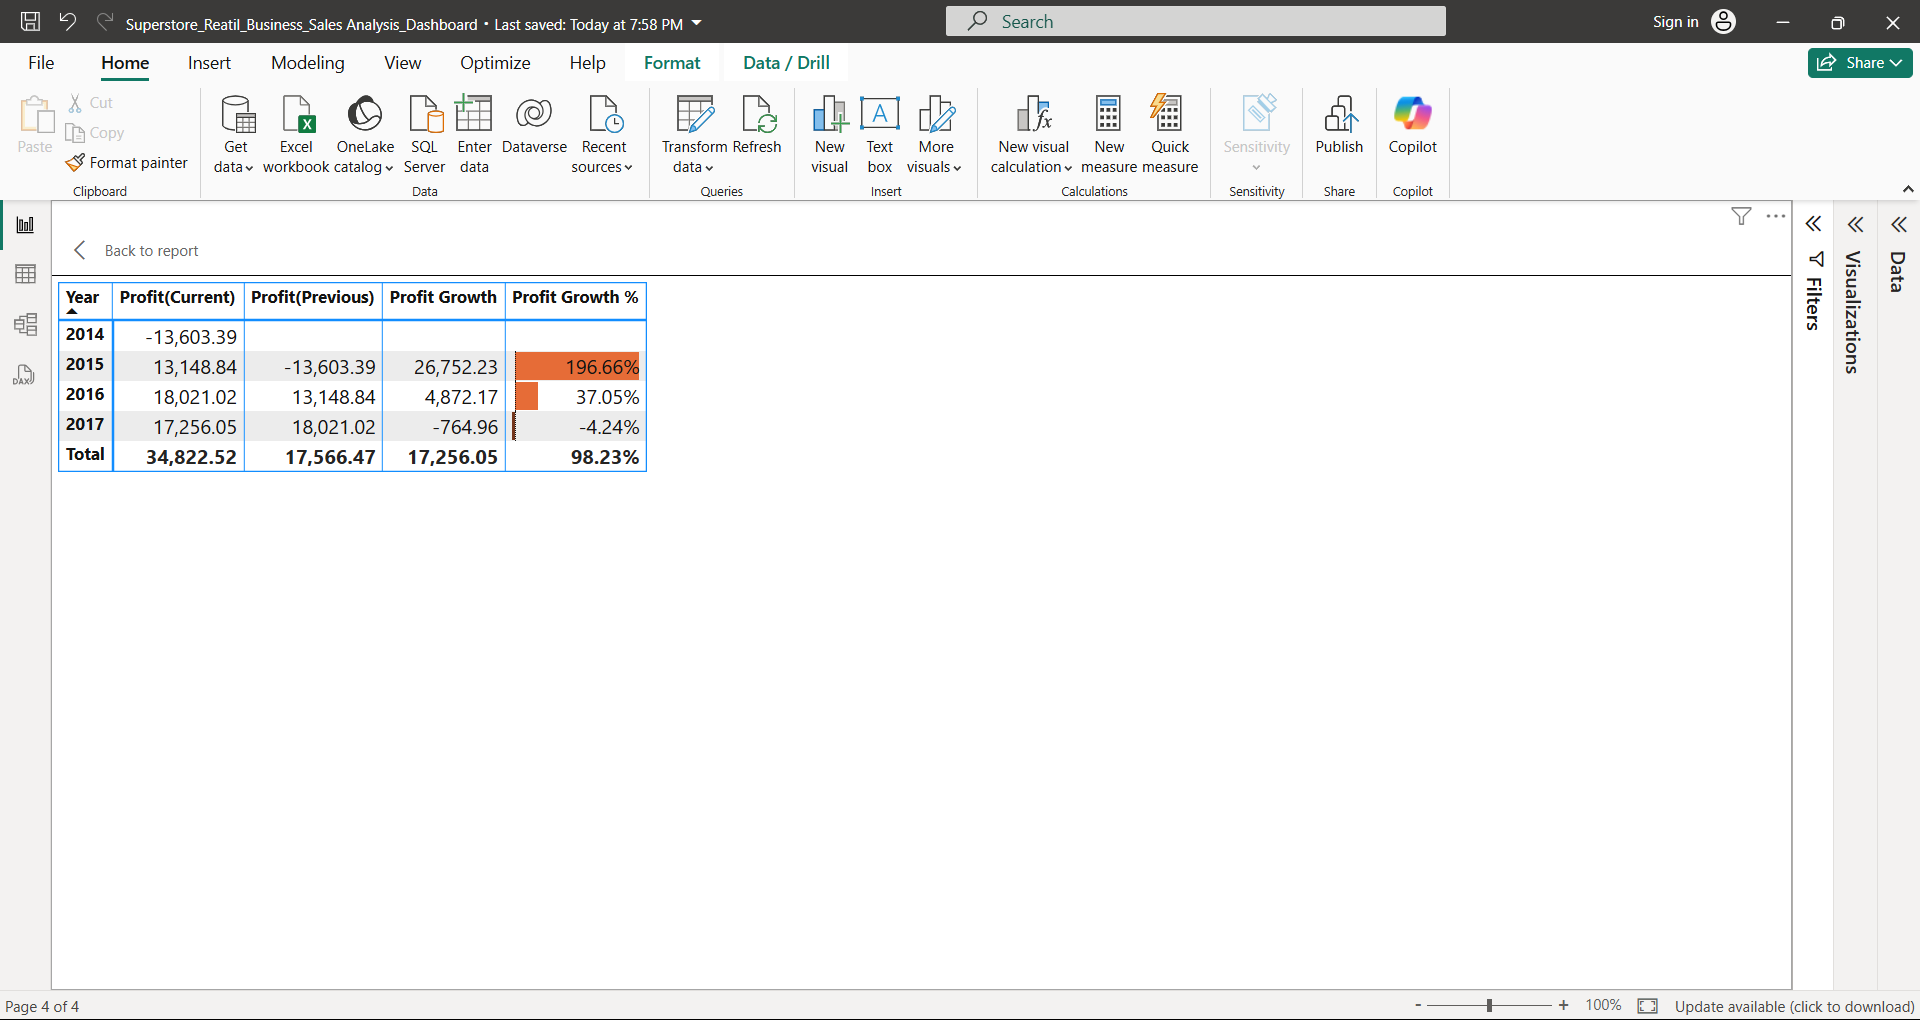 Superstore_Reatil_Business_Sales Analysis_Dashboard • Last saved: Today at 7:58 PM
Search
Sign in
File Home Insert Modeling View Optimize Help Format Data / Drill
Share
Paste
Cut
Copy
Format painter
Clipboard
Get data
Excel workbook
OneLake catalog
SQL Server
Enter data
Dataverse
Recent sources
Data
Transform data
Refresh
Queries
New visual
Text box
More visuals
Insert
New visual calculation
New measure
Quick measure
Calculations
Sensitivity
Sensitivity
Publish
Share
Copilot
Copilot
Back to report
Year Profit(Current) Profit(Previous) Profit Growth Profit Growth %
2014 -13,603.39
2015 13,148.84 -13,603.39 26,752.23 196.66%
2016 18,021.02 13,148.84 4,872.17 37.05%
2017 17,256.05 18,021.02 -764.96 -4.24%
Total 34,822.52 17,566.47 17,256.05 98.23%
DAX
Filters
Visualizations
Data
Page 4 of 4
- + 100%
Update available (click to download)